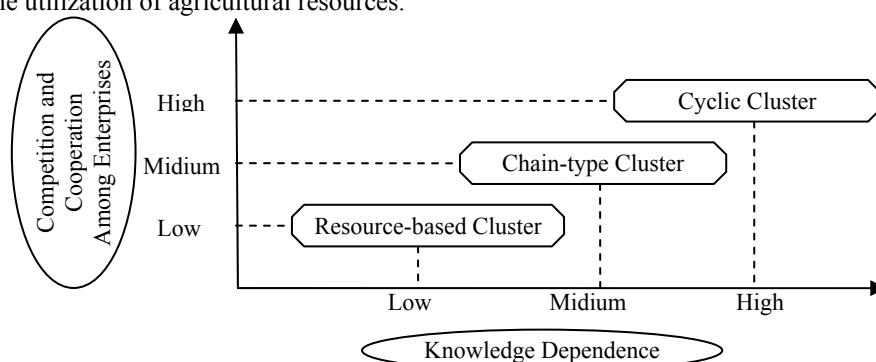 he utilization of agricultural resources.
Competition and
Cooperation
Among Enterprises
High
Cyclic Cluster
Midium
Chain-type Cluster
Low
Resource-based Cluster
Low
Midium
High
Knowledge Dependence